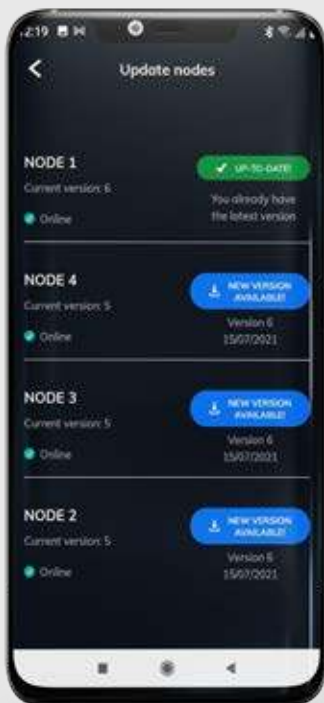 2:19
Update nodes
NODE 1
Current version: 6
Online
UP-TO-DATE!
You already have
the latest version
NODE 4
Current version: 5
Online
NEW VERSION
AVAILABLE!
Version 6
15/07/2021
NODE 3
Current version: 5
Online
NEW VERSION
AVAILABLE!
Version 6
15/07/2021
NODE 2
Current version: 5
Online
NEW VERSION
AVAILABLE!
Version 6
15/07/2021